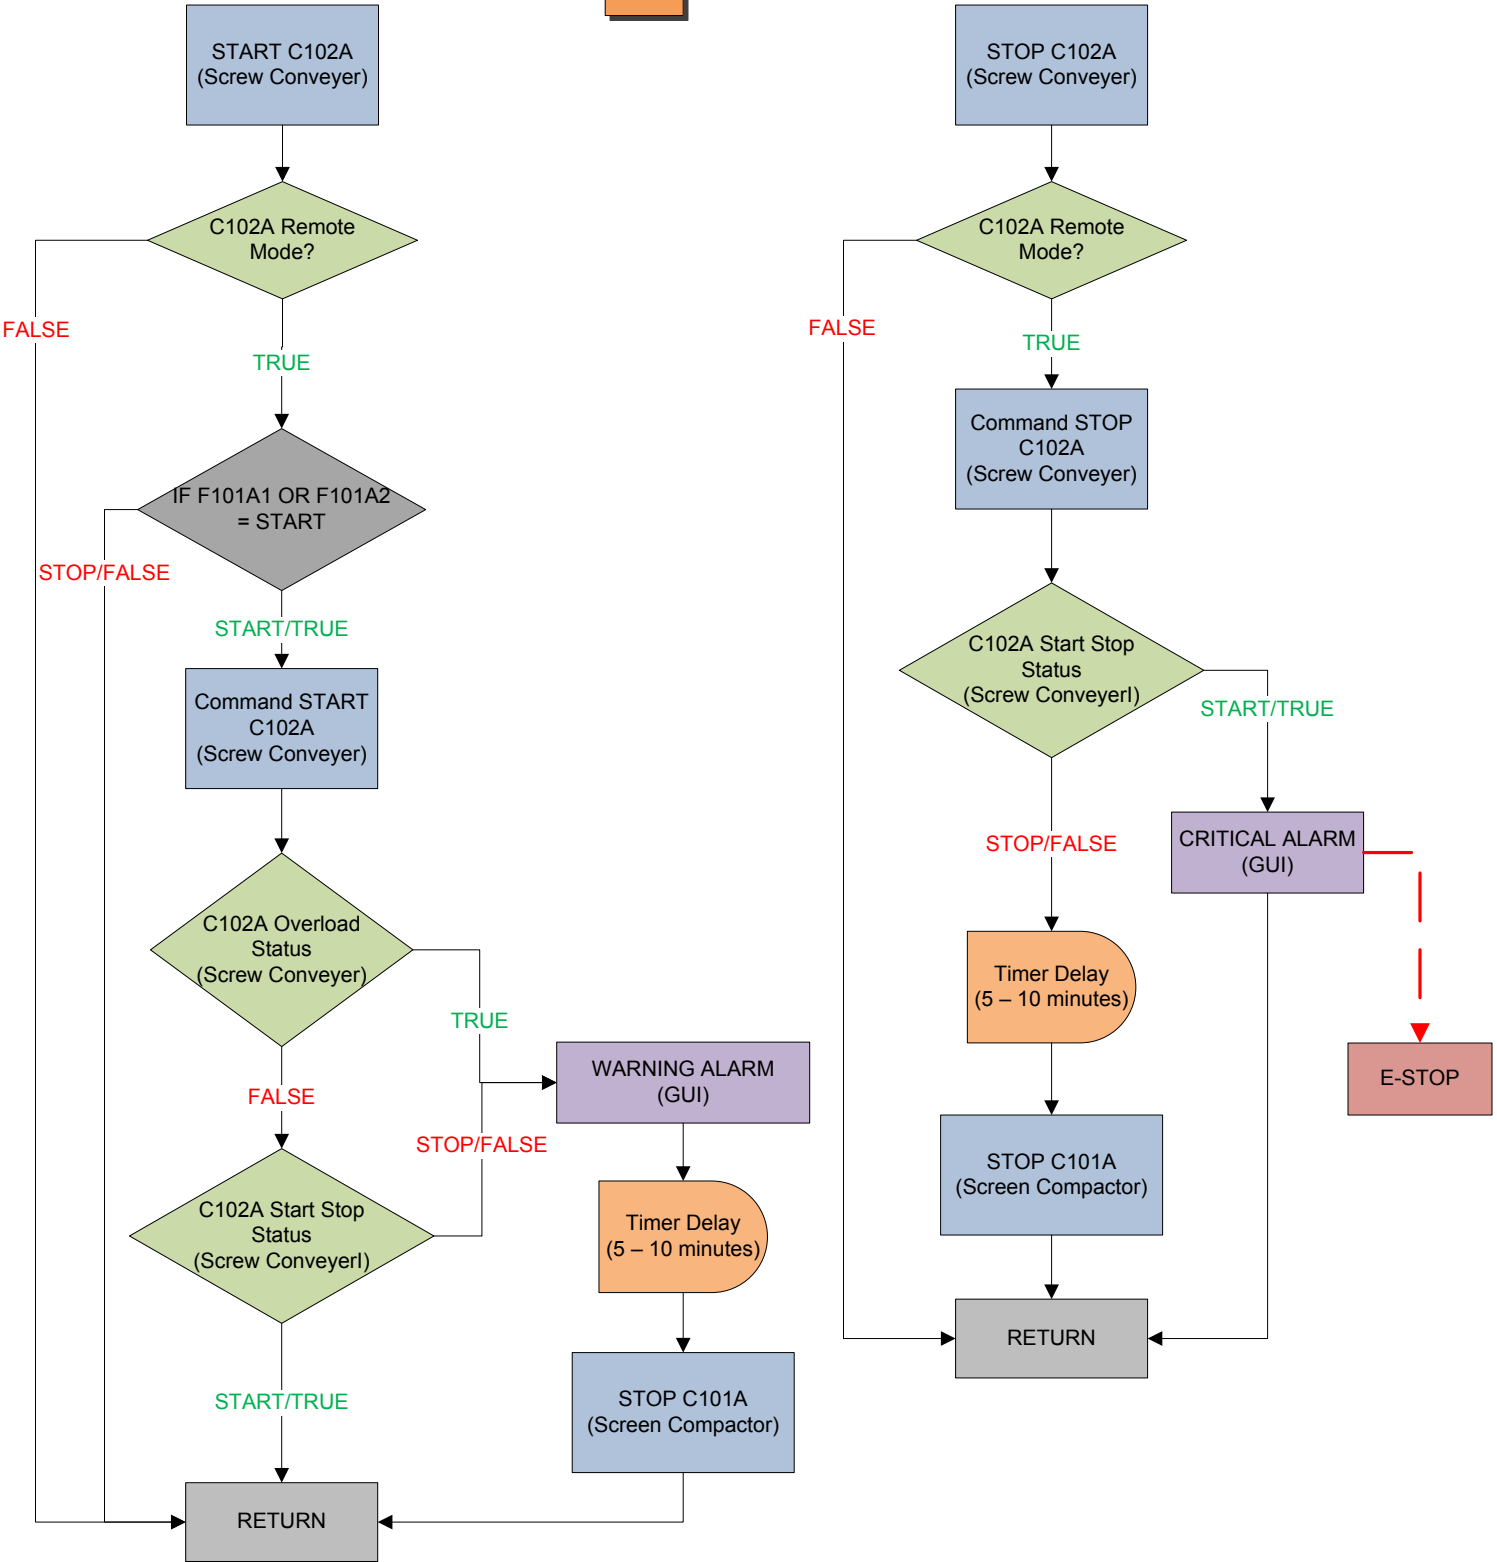 START C102A
(Screw Conveyer)
C102A Remote
Mode?
FALSE
TRUE
IF F101A1 OR F101A2
= START
STOP/FALSE
START/TRUE
Command START
C102A
(Screw Conveyer)
C102A Overload
Status
(Screw Conveyer)
TRUE
FALSE
WARNING ALARM
(GUI)
STOP/FALSE
C102A Start Stop
Status
(Screw Conveyerl)
Timer Delay
(5 – 10 minutes)
START/TRUE
STOP C101A
(Screen Compactor)
RETURN
STOP C102A
(Screw Conveyer)
C102A Remote
Mode?
FALSE
TRUE
Command STOP
C102A
(Screw Conveyer)
C102A Start Stop
Status
(Screw Conveyerl)
START/TRUE
STOP/FALSE
CRITICAL ALARM
(GUI)
Timer Delay
(5 – 10 minutes)
E-STOP
STOP C101A
(Screen Compactor)
RETURN